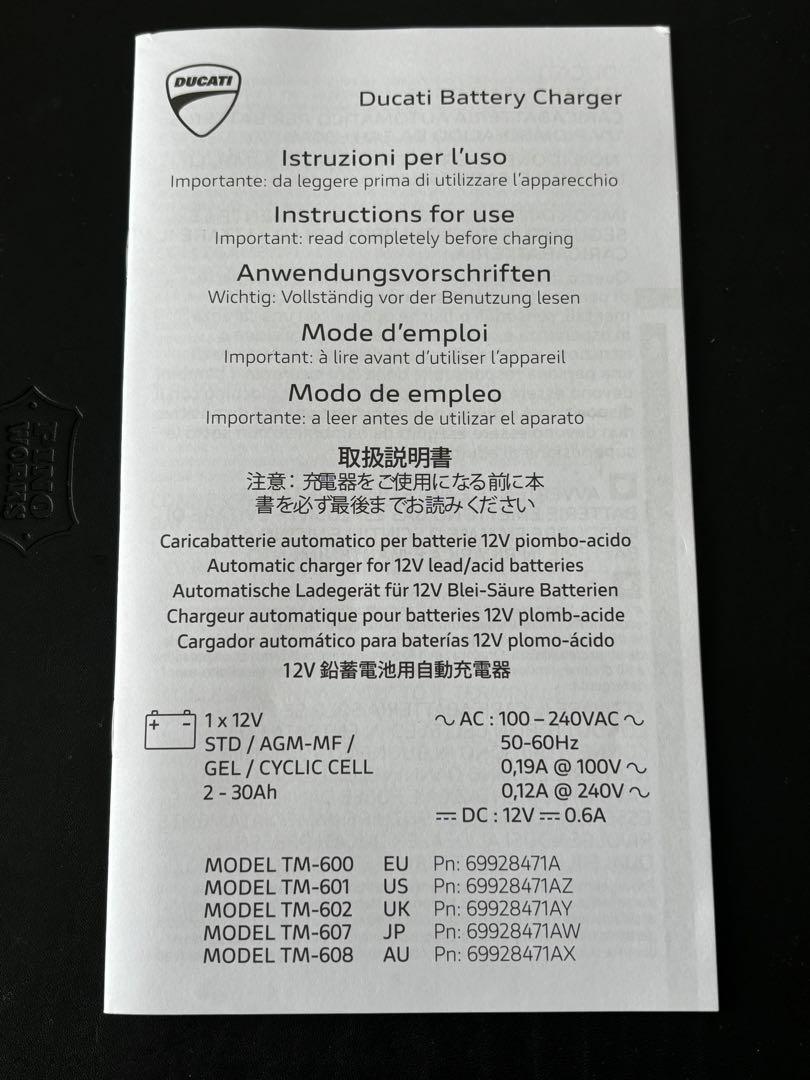 DUCATI
Ducati Battery Charger
Istruzioni per l'uso
Importante: da leggere prima di utilizzare l'apparecchio
Instructions for use
Important: read completely before charging
Anwendungsvorschriften
Wichtig: Vollständig vor der Benutzung lesen
Mode d'emploi
Important: à lire avant d'utiliser l'appareil
Modo de empleo
Importante: a leer antes de utilizar el aparato
取扱説明書
注意：充電器をご使用になる前に本
書を必ず最後までお読みください
Caricabatterie automatico per batterie 12V piombo-acido
Automatic charger for 12V lead/acid batteries
Automatische Ladegerät für 12V Blei-Säure Batterien
Chargeur automatique pour batteries 12V plomb-acide
Cargador automático para baterías 12V plomo-ácido
12V 鉛蓄電池用自動充電器
+ - 1 x 12V
STD / AGM-MF /
GEL / CYCLIC CELL
2 - 30Ah
～ AC : 100 – 240VAC ～
50-60Hz
0,19A @ 100V ～
0,12A @ 240V ～
⎓ DC : 12V ⎓ 0.6A
MODEL TM-600 EU Pn: 69928471A
MODEL TM-601 US Pn: 69928471AZ
MODEL TM-602 UK Pn: 69928471AY
MODEL TM-607 JP Pn: 69928471AW
MODEL TM-608 AU Pn: 69928471AX
PINO
WORKS